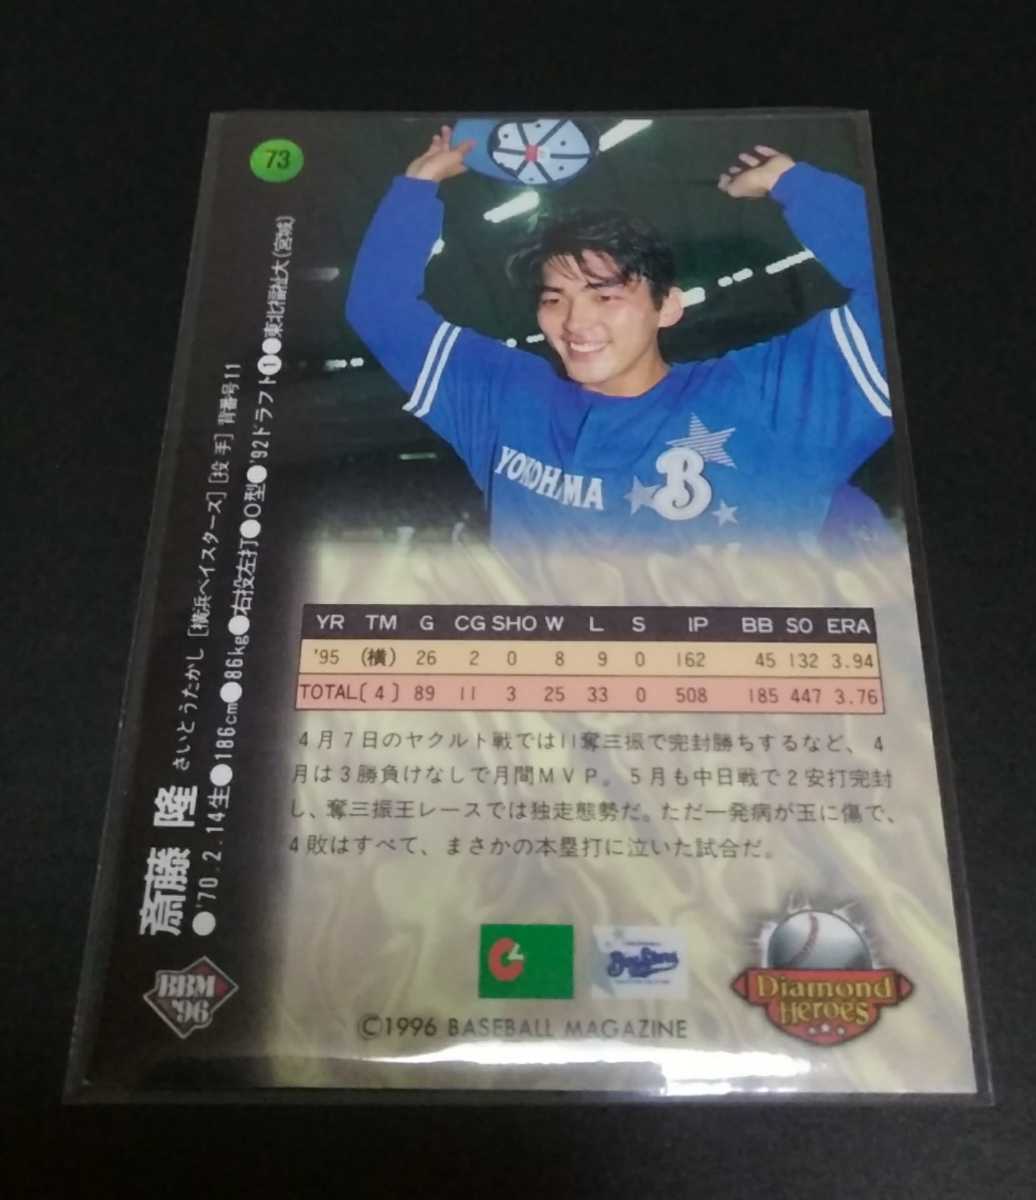 73
斎藤 隆 さいとうたかし [横浜ベイスターズ] [投手] 背番号11
●'70.2.14生●186cm●86kg●右投左打●O型●'92ドラフト❶●東北福祉大(宮城)
YOKOHAMA
B
YR TM G CG SHO W L S IP BB SO ERA
'95 (横) 26 2 0 8 9 0 162 45 132 3.94
TOTAL(4) 89 11 3 25 33 0 508 185 447 3.76
4月7日のヤクルト戦では11奪三振で完封勝ちするなど、4
月は3勝負けなしで月間MVP。5月も中日戦で2安打完封
し、奪三振王レースでは独走態勢だ。ただ一発病が玉に傷で、
4敗はすべて、まさかの本塁打に泣いた試合だ。
BBM
'96
BayStars
Diamond
Heroes
©1996 BASEBALL MAGAZINE